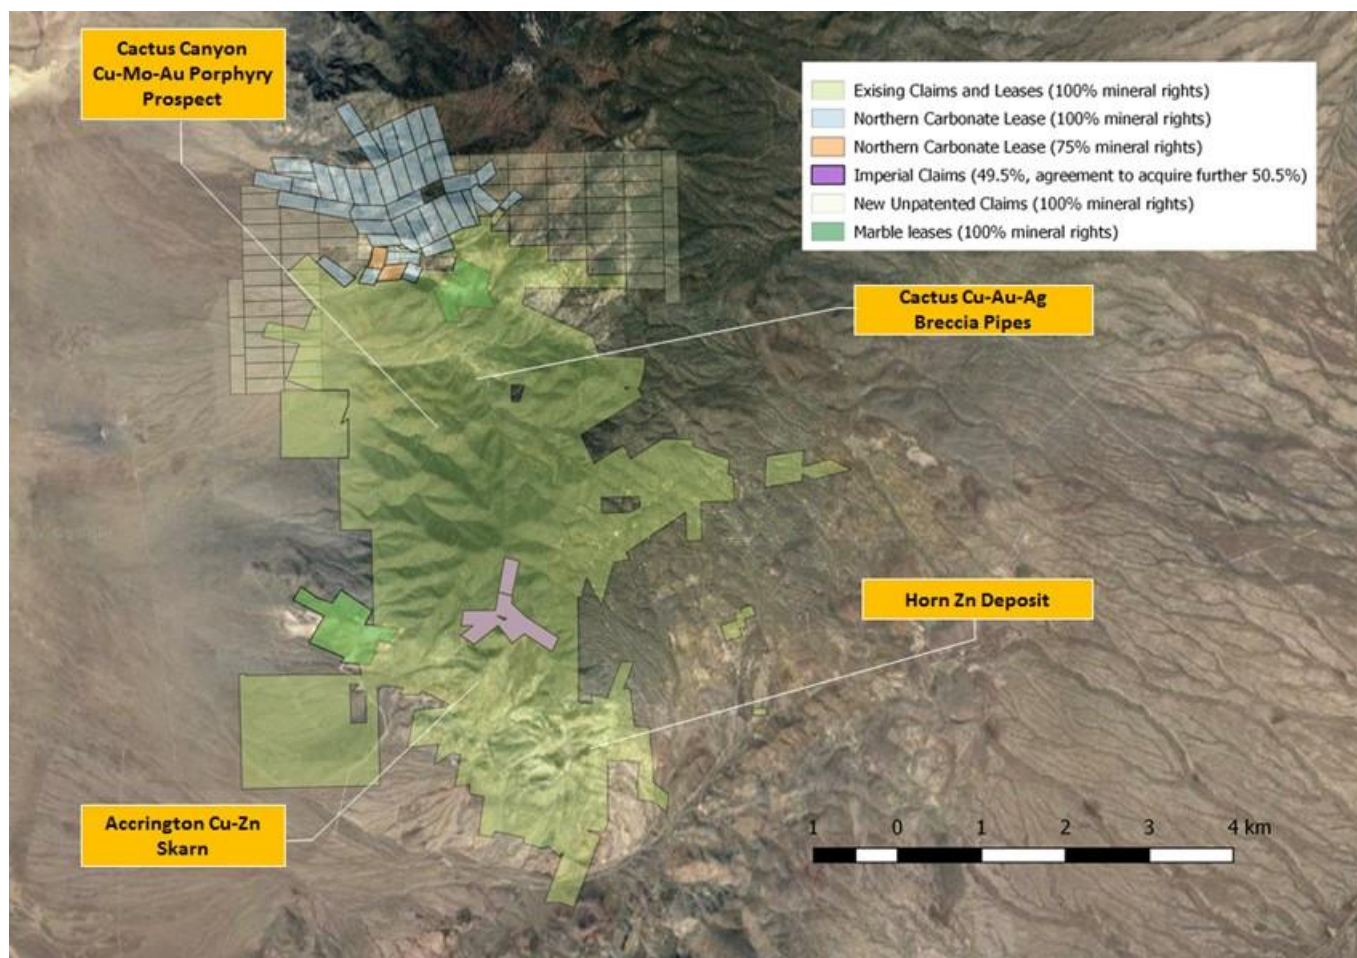 Cactus Canyon
Cu-Mo-Au Porphyry
Prospect
Exising Claims and Leases (100% mineral rights)
Northern Carbonate Lease (100% mineral rights)
Northern Carbonate Lease (75% mineral rights)
Imperial Claims (49.5%, agreement to acquire further 50.5%)
New Unpatented Claims (100% mineral rights)
Marble leases (100% mineral rights)
Cactus Cu-Au-Ag
Breccia Pipes
Horn Zn Deposit
Accrington Cu-Zn
Skarn
1 0 1 2 3 4 km